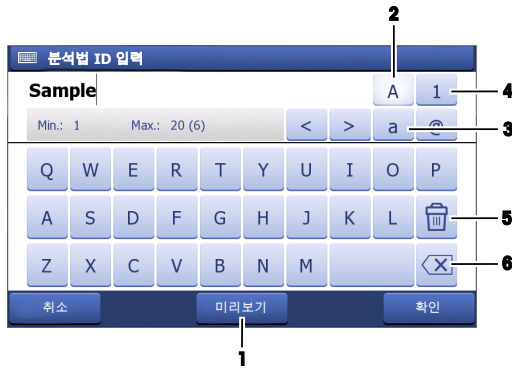 2
분석법 ID 입력
Sample A 1 4
Min.: 1 Max.: 20 (6) < > a @ 3
Q W E R T Y U I O P
A S D F G H J K L 5
Z X C V B N M 6
취소 미리보기 확인
1